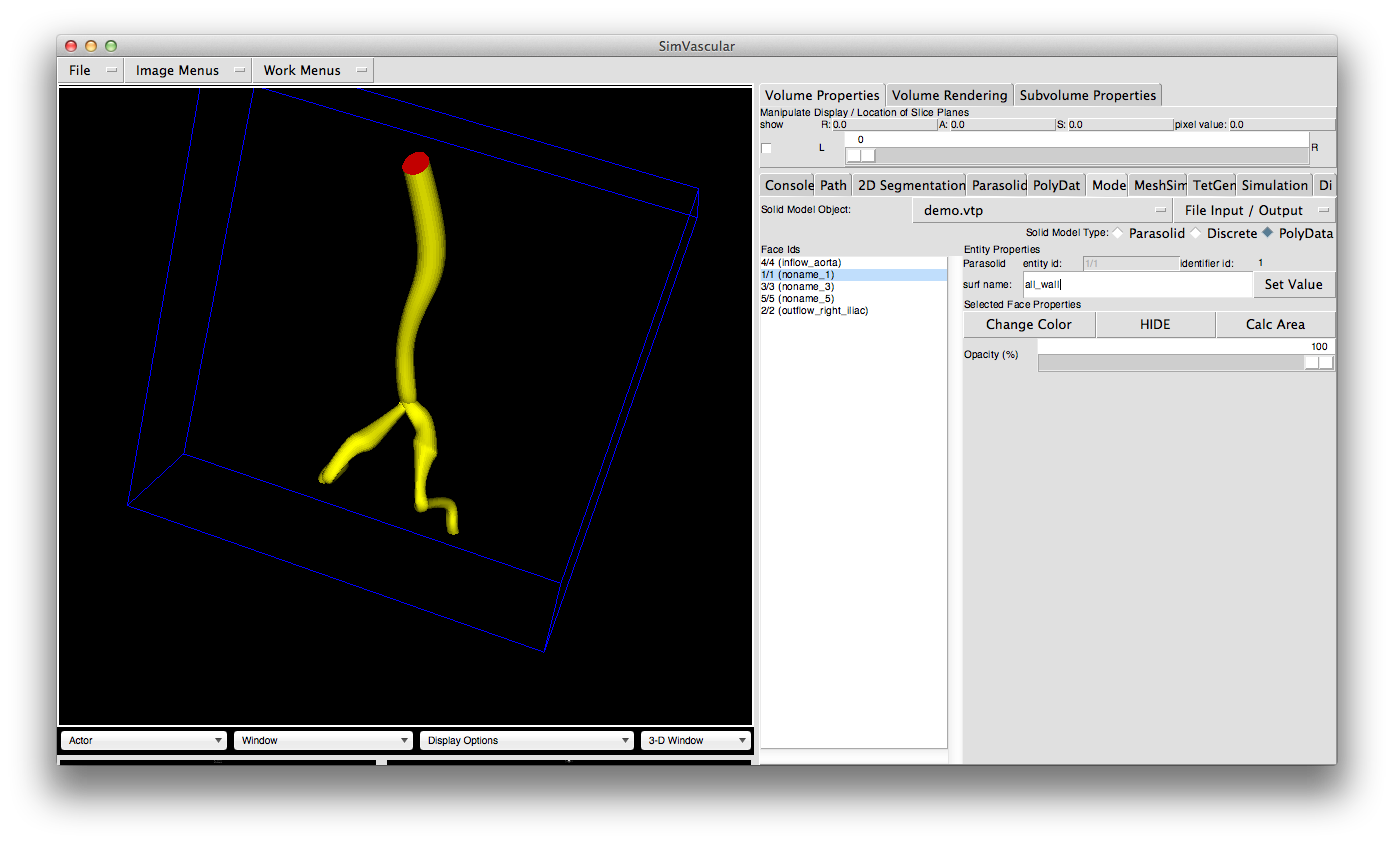 SimVascular
File Image Menus Work Menus
Volume Properties Volume Rendering Subvolume Properties
Manipulate Display / Location of Slice Planes
show R: 0.0 A: 0.0 S: 0.0 pixel value: 0.0
0
L R
Console Path 2D Segmentation Parasolid PolyDat Mode MeshSim TetGen Simulation Di
Solid Model Object: demo.vtp File Input / Output
Solid Model Type: Parasolid Discrete PolyData
Face Ids
4/4 (inflow_aorta)
1/1 (noname_1)
3/3 (noname_3)
5/5 (noname_5)
2/2 (outflow_right_iliac)
Entity Properties
Parasolid entity id: 1/1 identifier id: 1
surf name: all_wall Set Value
Selected Face Properties
Change Color HIDE Calc Area
100
Opacity (%)
Actor Window Display Options 3-D Window